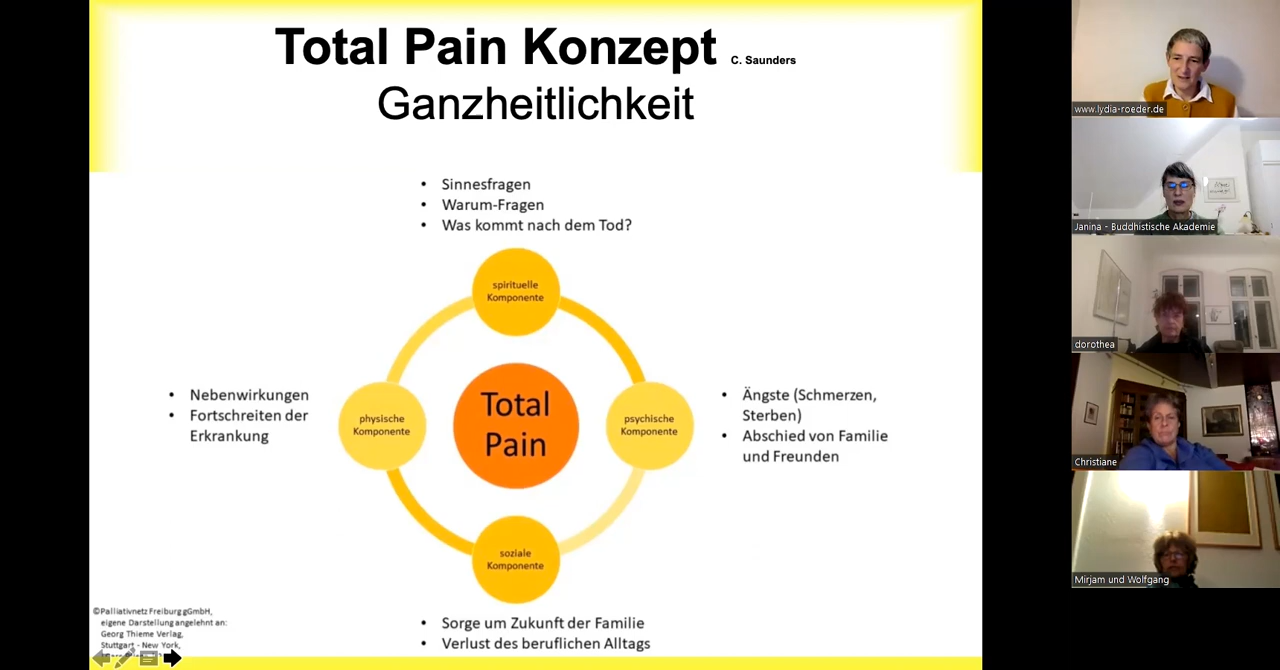 Total Pain Konzept C. Saunders
Ganzheitlichkeit
• Sinnesfragen
• Warum-Fragen
• Was kommt nach dem Tod?
spirituelle
Komponente
• Nebenwirkungen
• Fortschreiten der
Erkrankung
physische
Komponente
Total
Pain
psychische
Komponente
• Ängste (Schmerzen,
Sterben)
• Abschied von Familie
und Freunden
soziale
Komponente
• Sorge um Zukunft der Familie
• Verlust des beruflichen Alltags
©Palliativnetz Freiburg gGmbH,
eigene Darstellung angelehnt an:
Georg Thieme Verlag,
Stuttgart - New York,
www.lydia-roeder.de
Janina - Buddhistische Akademie
dorothea
Christiane
Mirjam und Wolfgang